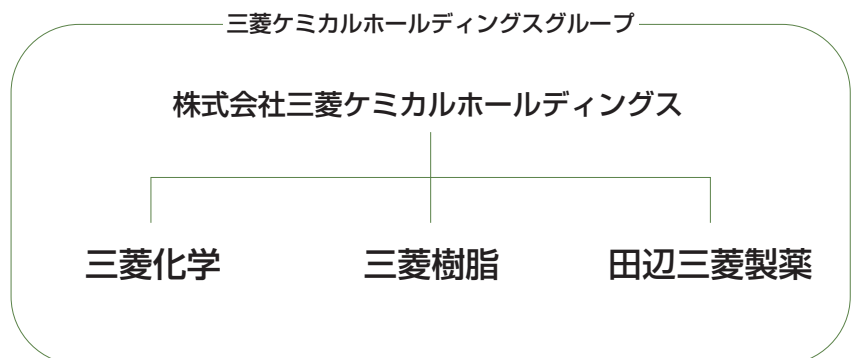 三菱ケミカルホールディングスグループ
株式会社三菱ケミカルホールディングス
三菱化学 三菱樹脂 田辺三菱製薬